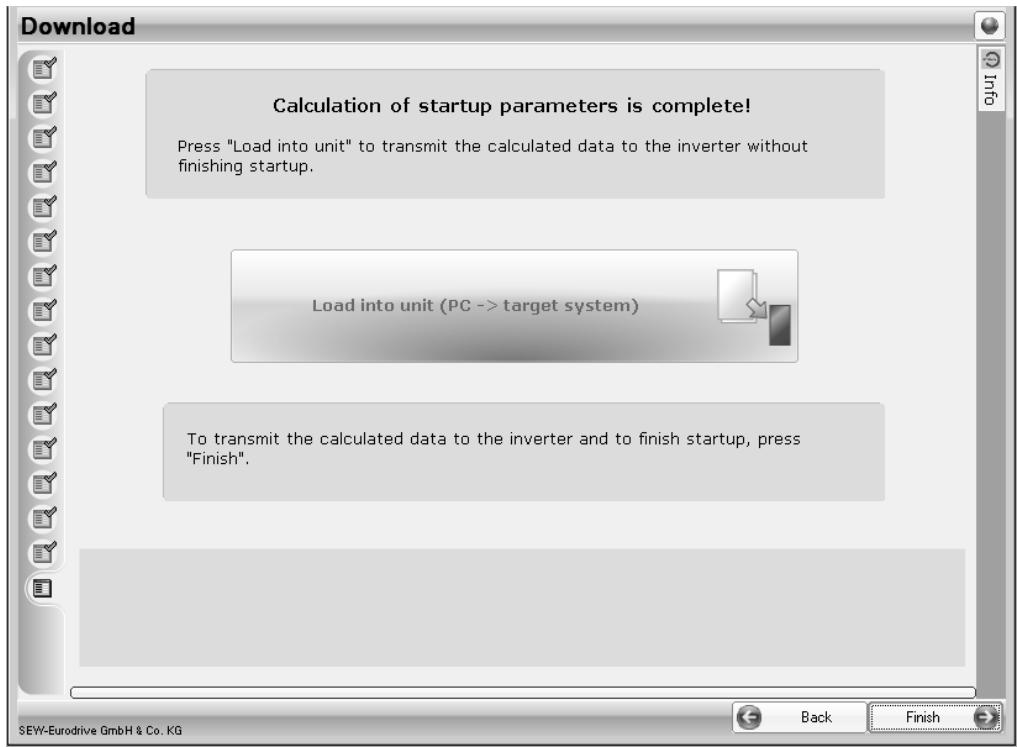 Download
Info
Calculation of startup parameters is complete!
Press "Load into unit" to transmit the calculated data to the inverter without
finishing startup.
Load into unit (PC -> target system)
To transmit the calculated data to the inverter and to finish startup, press
"Finish".
SEW-Eurodrive GmbH & Co. KG
Back
Finish